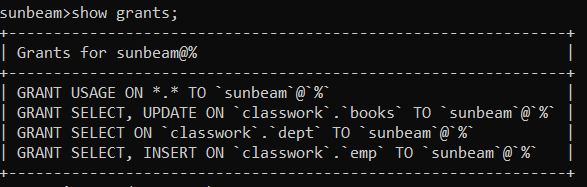 sunbeam>show grants;
+---------------------------------------------------------------+
| Grants for sunbeam@% |
+---------------------------------------------------------------+
| GRANT USAGE ON *.* TO `sunbeam`@`%` |
| GRANT SELECT, UPDATE ON `classwork`.`books` TO `sunbeam`@`%` |
| GRANT SELECT ON `classwork`.`dept` TO `sunbeam`@`%` |
| GRANT SELECT, INSERT ON `classwork`.`emp` TO `sunbeam`@`%` |
+---------------------------------------------------------------+